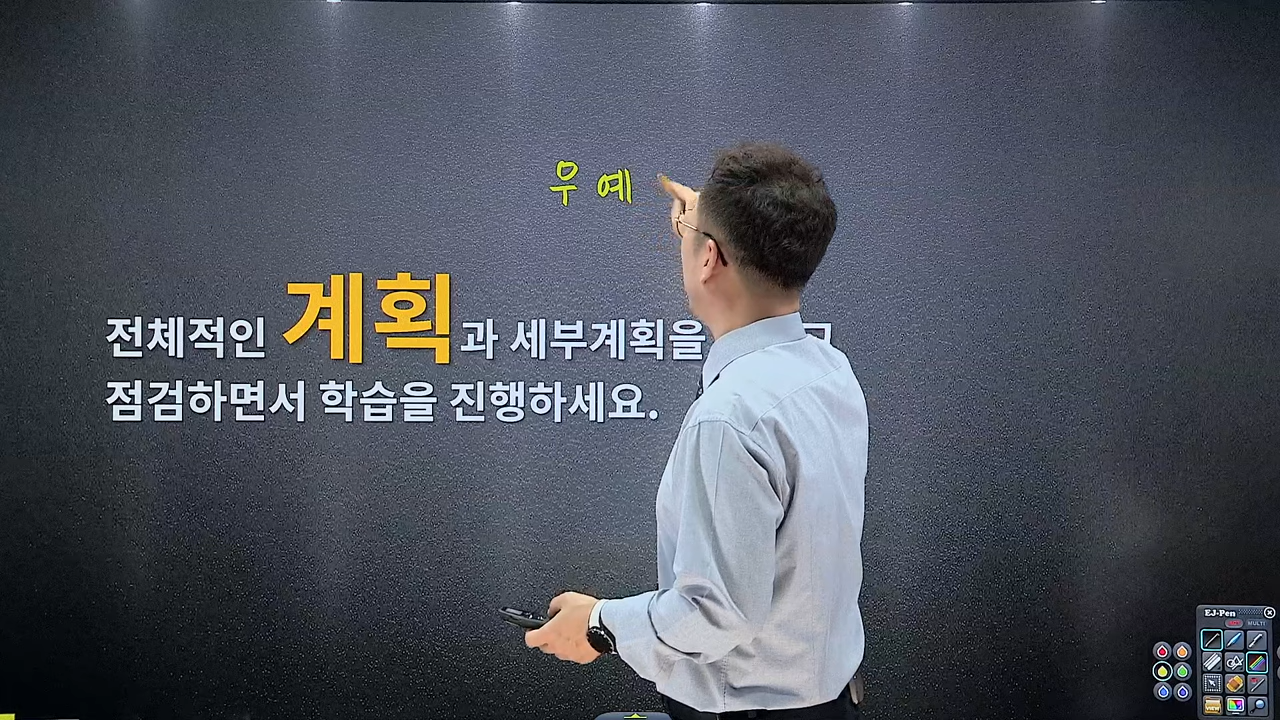 우 예
전체적인 계획과 세부계획을
점검하면서 학습을 진행하세요.
EJ-Pen
MULTI